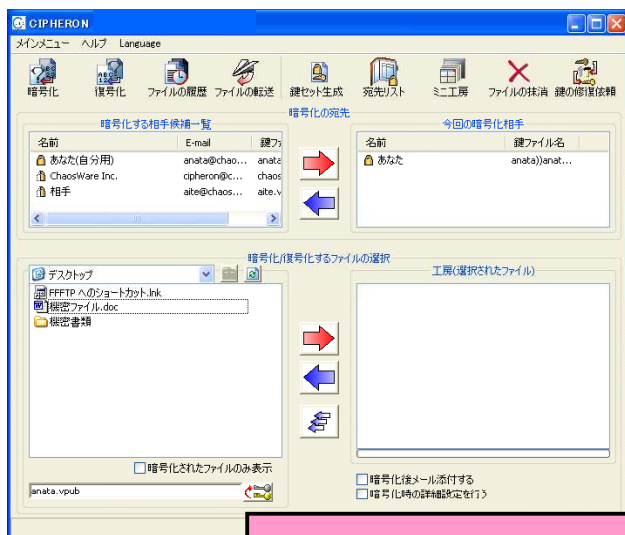 CIPHERON
メインメニュー ヘルプ Language
暗号化 復号化 ファイルの履歴 ファイルの転送 鍵セット生成 宛先リスト ミニ工房 ファイルの抹消 鍵の修復依頼
暗号化の宛先
暗号化する相手候補一覧
名前 E-mail 鍵ファ
あなた(自分用) anata@chao... anata
ChaosWare Inc. cipheron@c... chaos
相手 aite@chaos... aite.v
今回の暗号化相手
名前 鍵ファイル名
あなた anata))anat...
暗号化/復号化するファイルの選択
デスクトップ
FFFTP へのショートカット.lnk
機密ファイル.doc
機密書類
工房(選択されたファイル)
暗号化されたファイルのみ表示
anata.vpub
暗号化後メール添付する
暗号化時の詳細設定を行う